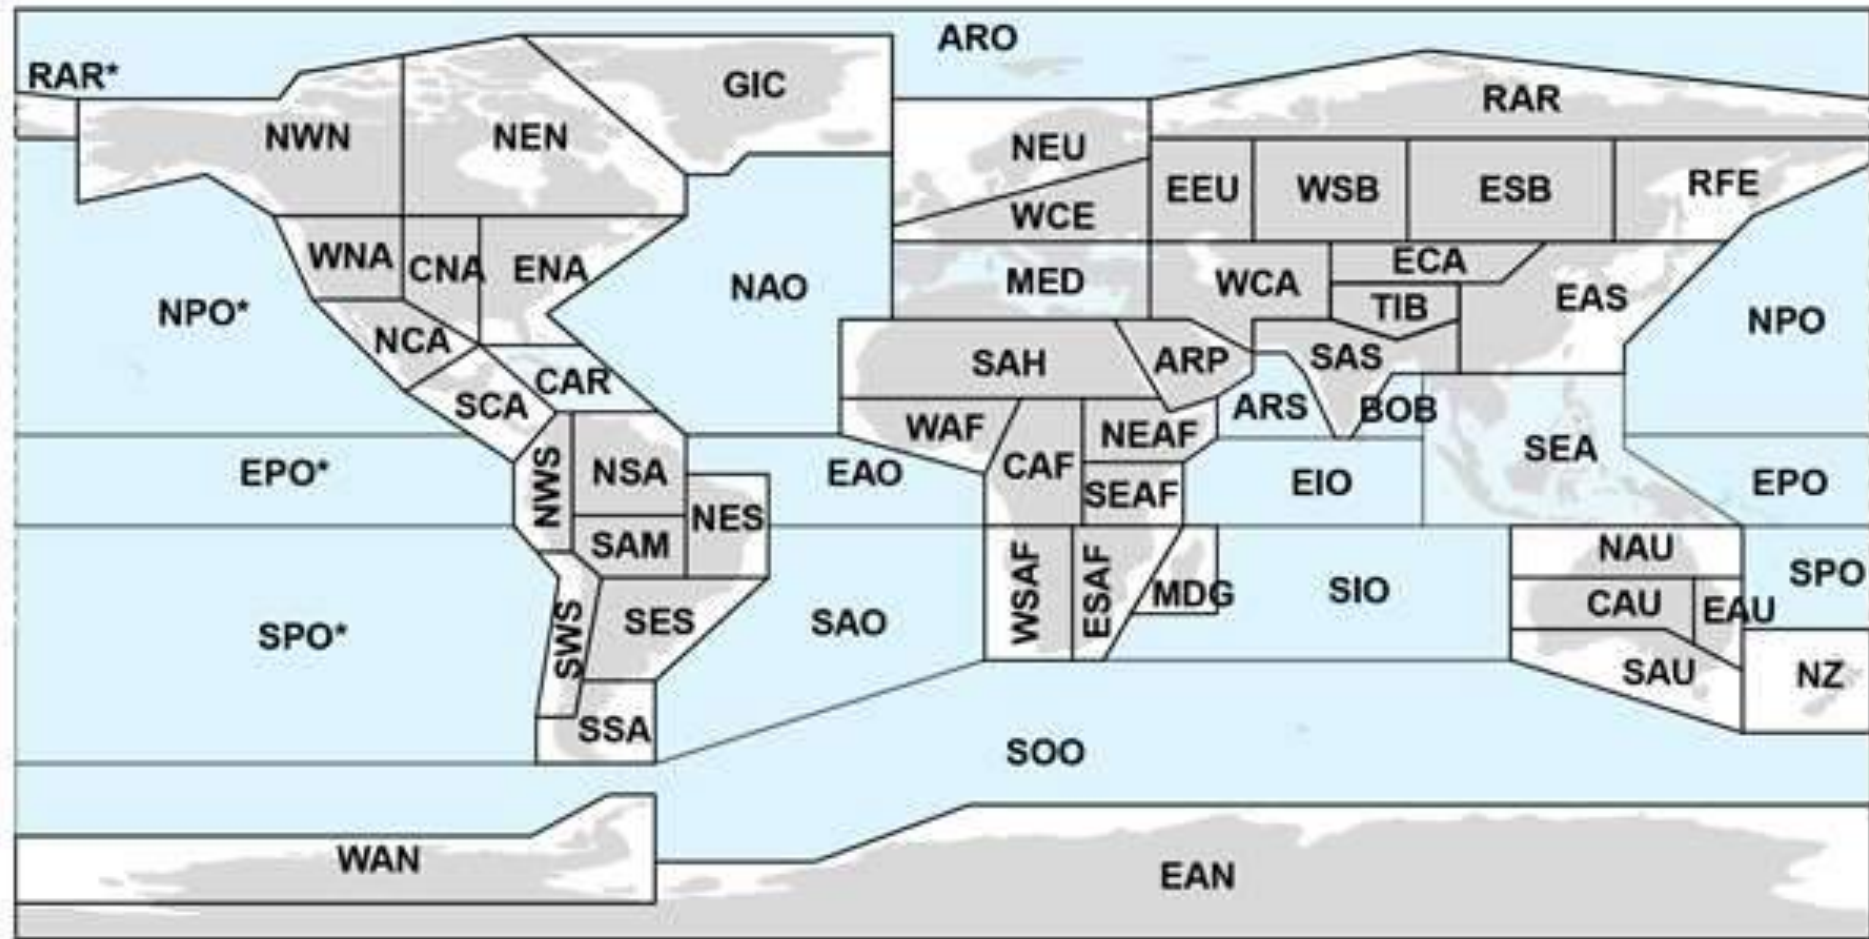 ARO
RAR*
GIC
RAR
NWN
NEN
NEU
EEU
WSB
ESB
RFE
WCE
WNA
CNA
ENA
NAO
MED
WCA
ECA
TIB
EAS
NPO*
NPO
NCA
SAH
ARP
SAS
CAR
SCA
WAF
NEAF
ARS
BOB
SEA
EPO*
NWS
NSA
EAO
CAF
SEAF
EIO
EPO
NES
SAM
NAU
WSAF
ESAF
MDG
SIO
SPO
CAU
EAU
SPO*
SWS
SES
SAO
SAU
NZ
SSA
SOO
WAN
EAN